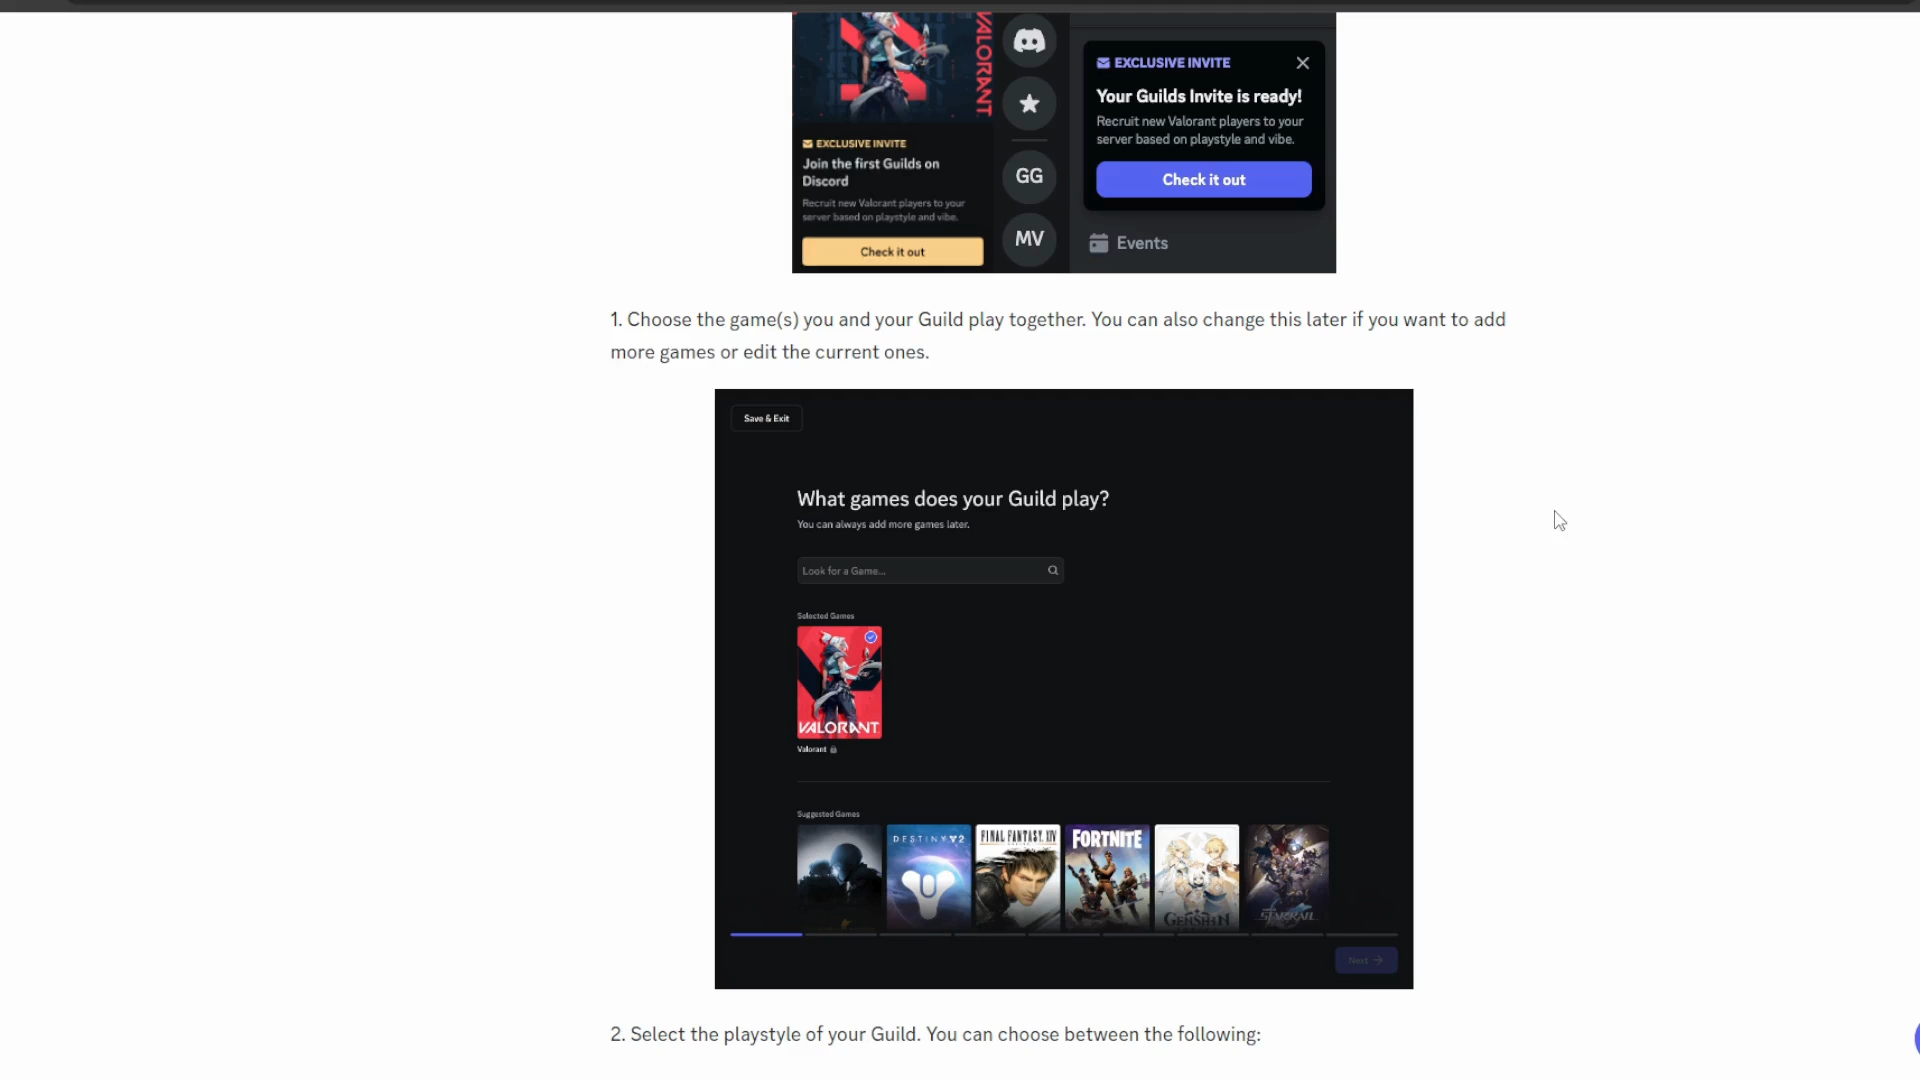 VALORANT
EXCLUSIVE INVITE
Join the first Guilds on
Discord
Recruit new Valorant players to your
server based on playstyle and vibe.
Check it out
GG
MV
EXCLUSIVE INVITE
Your Guilds Invite is ready!
Recruit new Valorant players to your
server based on playstyle and vibe.
Check it out
Events
1. Choose the game(s) you and your Guild play together. You can also change this later if you want to add
more games or edit the current ones.
Save & Exit
What games does your Guild play?
You can always add more games later.
Look for a Game...
Selected Games
VALORANT
Valorant
Suggested Games
DESTINY 2
FINAL FANTASY XIV
FORTNITE
GENSHIN
STAR RAIL
Next
2. Select the playstyle of your Guild. You can choose between the following: